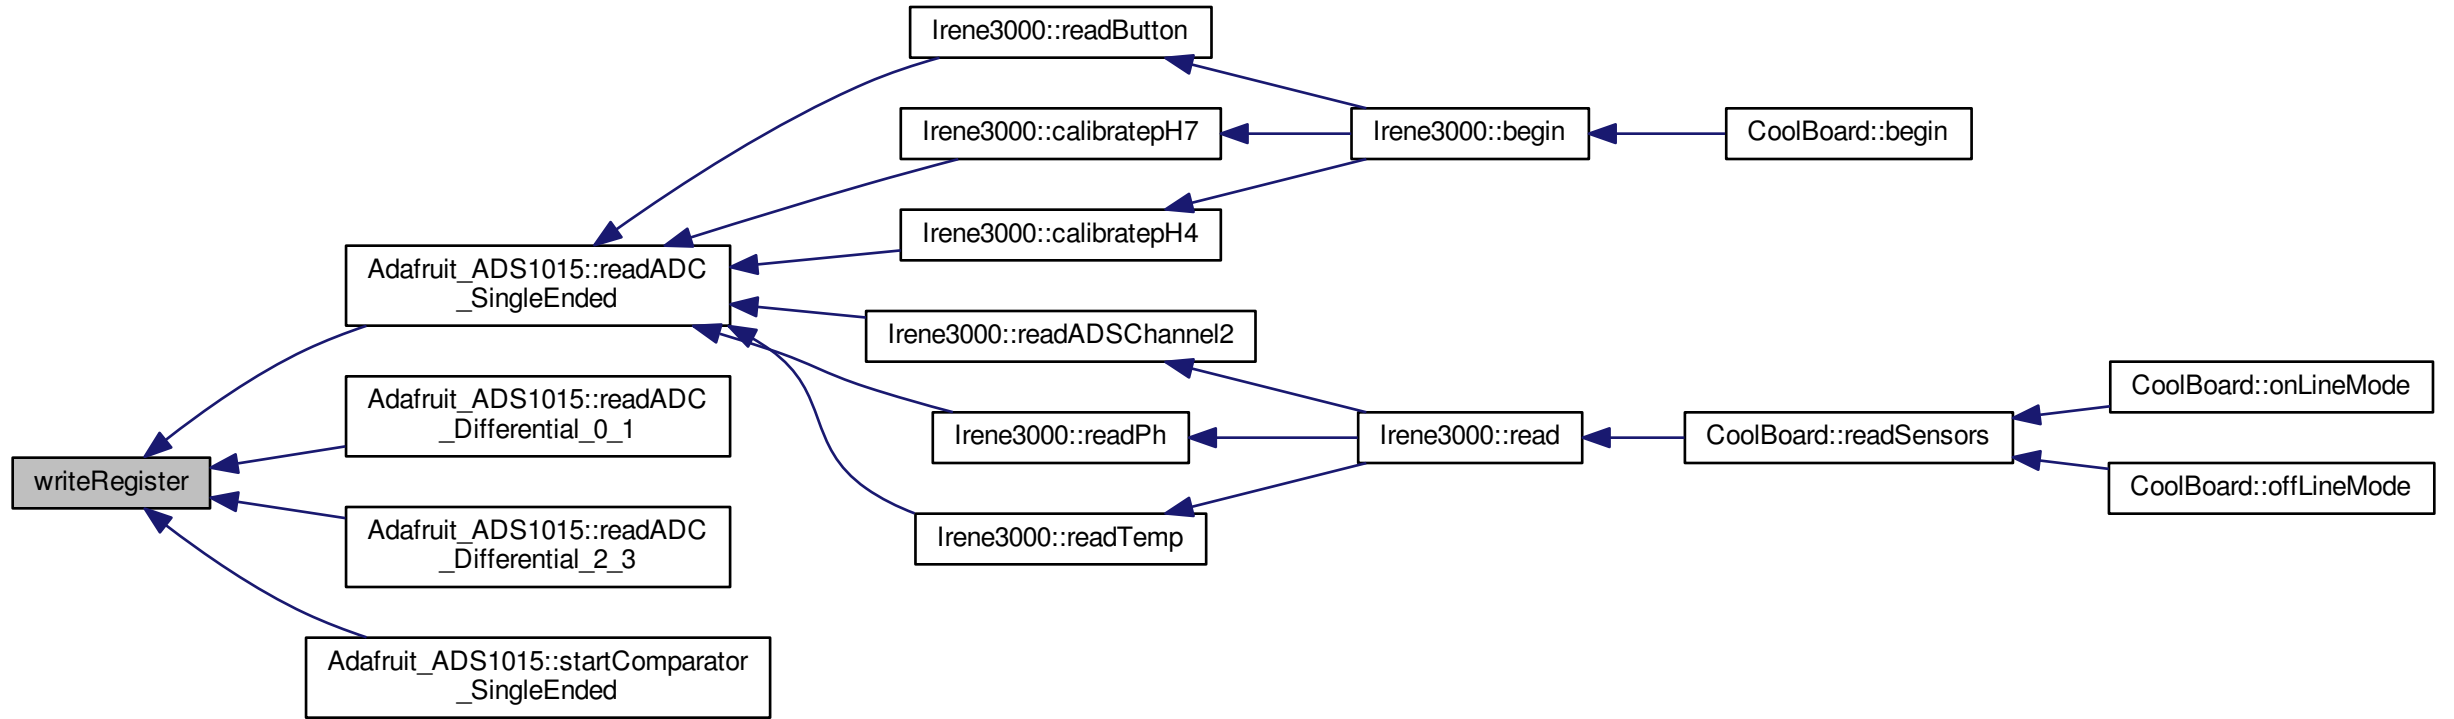 Irene3000::readButton
Irene3000::calibratepH7
Irene3000::begin
CoolBoard::begin
Irene3000::calibratepH4
Adafruit_ADS1015::readADC
_SingleEnded
Irene3000::readADSChannel2
Adafruit_ADS1015::readADC
_Differential_0_1
Irene3000::readPh
Irene3000::read
CoolBoard::readSensors
CoolBoard::onLineMode
CoolBoard::offLineMode
writeRegister
Adafruit_ADS1015::readADC
_Differential_2_3
Irene3000::readTemp
Adafruit_ADS1015::startComparator
_SingleEnded